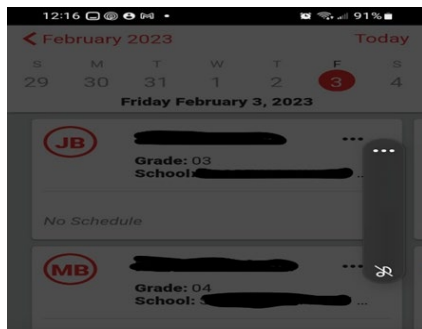 12:16 91%
February 2023 Today
S M T W T F S
29 30 31 1 2 3 4
Friday February 3, 2023
JB
Grade: 03
School:
No Schedule
MB
Grade: 04
School: